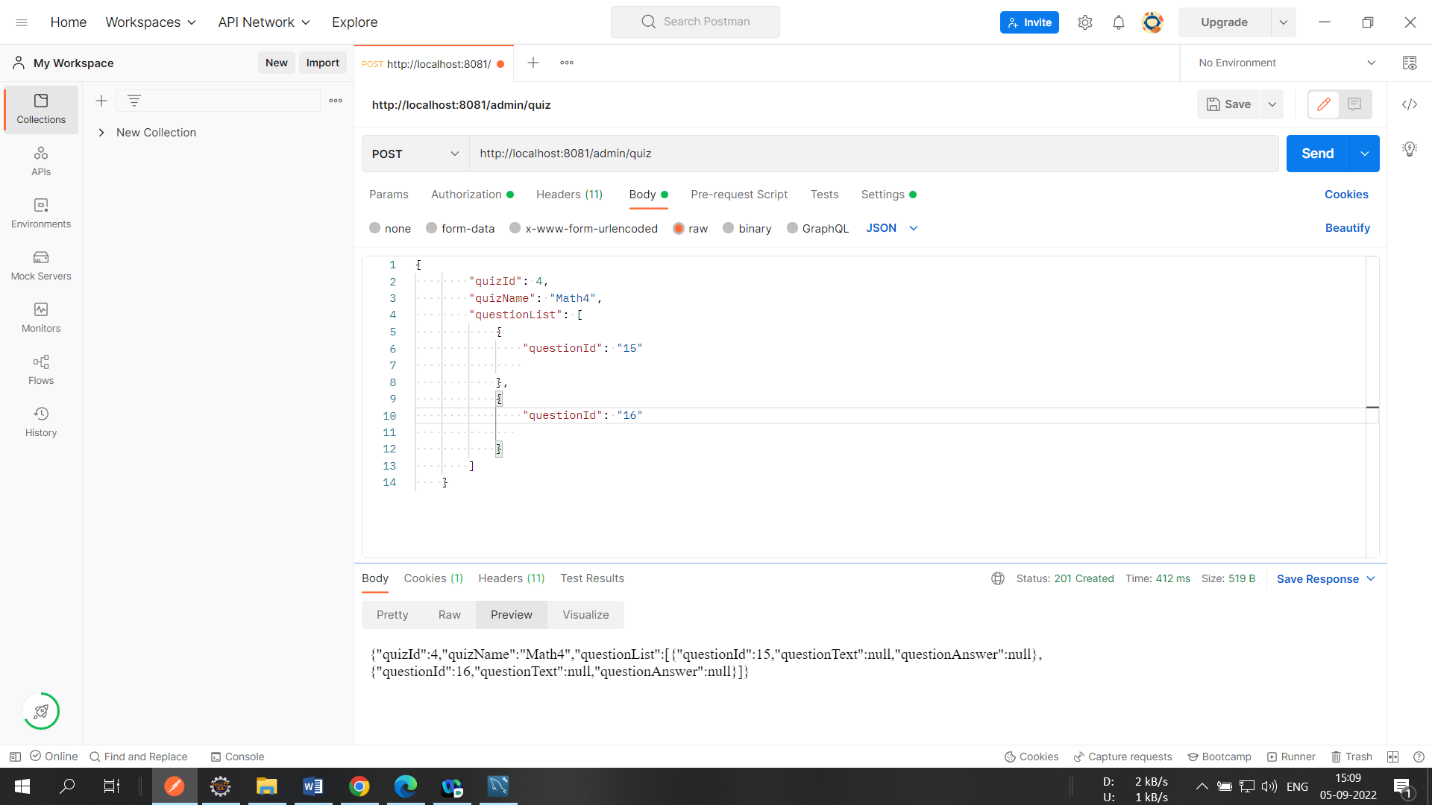 Home Workspaces API Network Explore Search Postman Invite Upgrade
My Workspace New Import POST http://localhost:8081/ No Environment
Collections
APIs
Environments
Mock Servers
Monitors
Flows
History
New Collection
http://localhost:8081/admin/quiz Save
POST http://localhost:8081/admin/quiz Send
Params Authorization Headers (11) Body Pre-request Script Tests Settings Cookies
none form-data x-www-form-urlencoded raw binary GraphQL JSON Beautify
1 {
2 "quizId": 4,
3 "quizName": "Math4",
4 "questionList": [
5 {
6 "questionId": "15"
7
8 },
9 {
10 "questionId": "16"
11
12 }
13 ]
14 }
Body Cookies (1) Headers (11) Test Results Status: 201 Created Time: 412 ms Size: 519 B Save Response
Pretty Raw Preview Visualize
{"quizId":4,"quizName":"Math4","questionList":[{"questionId":15,"questionText":null,"questionAnswer":null},
{"questionId":16,"questionText":null,"questionAnswer":null}]}
Online Find and Replace Console Cookies Capture requests Bootcamp Runner Trash
D: 2 kB/s
U: 1 kB/s
ENG
15:09
05-09-2022
1